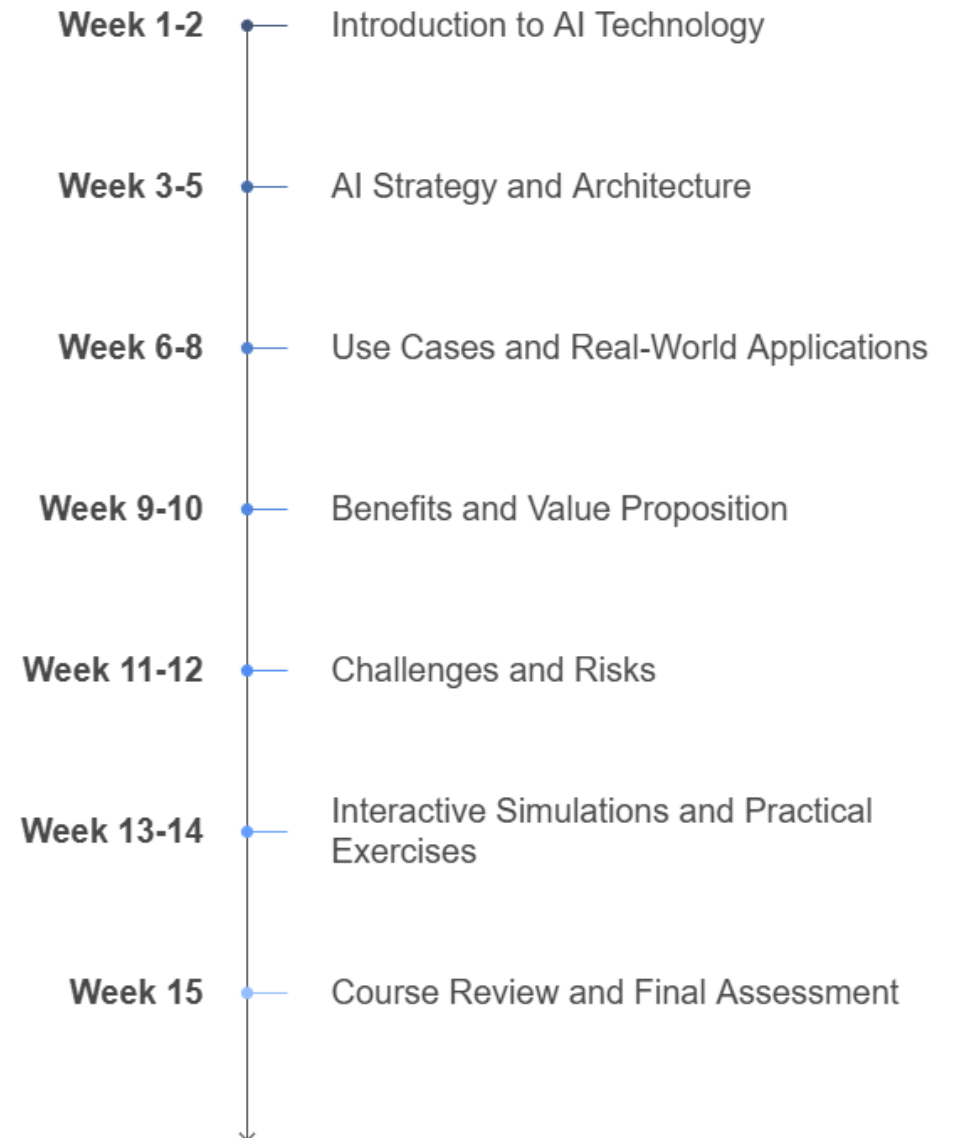 Week 1-2 Introduction to AI Technology
Week 3-5 AI Strategy and Architecture
Week 6-8 Use Cases and Real-World Applications
Week 9-10 Benefits and Value Proposition
Week 11-12 Challenges and Risks
Week 13-14 Interactive Simulations and Practical
Exercises
Week 15 Course Review and Final Assessment